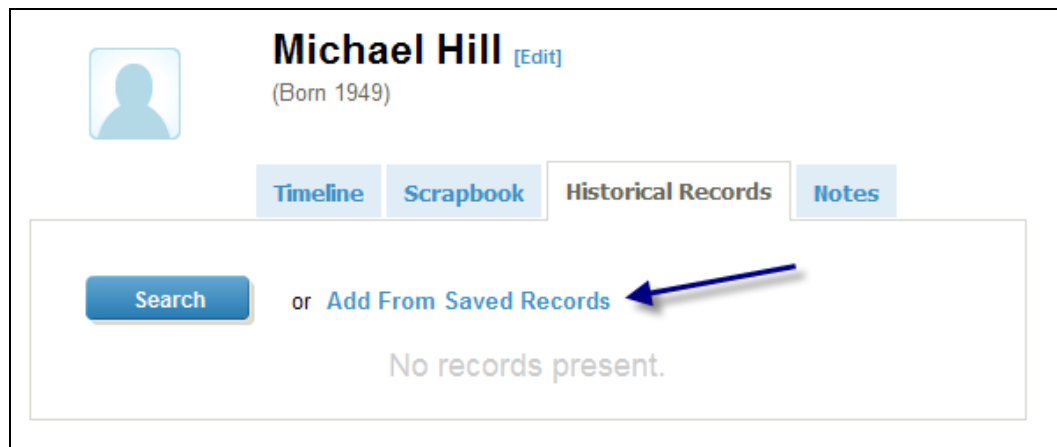 Michael Hill [Edit]
(Born 1949)
Timeline Scrapbook Historical Records Notes
Search or Add From Saved Records
No records present.